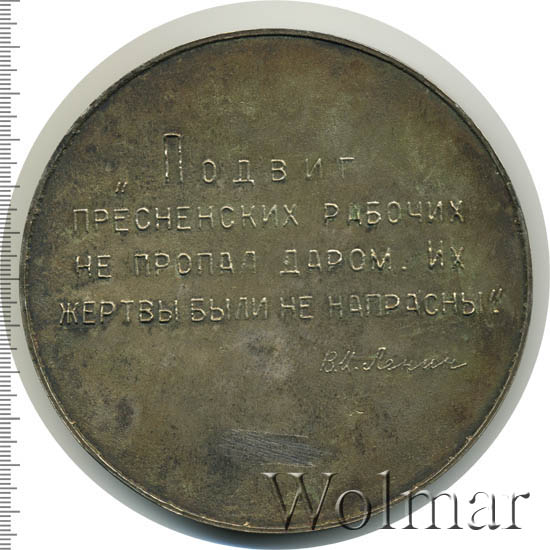 „Подвиг
ПРЕСНЕНСКИХ РАБОЧИХ
НЕ ПРОПАЛ ДАРОМ. ИХ
ЖЕРТВЫ БЫЛИ НЕ НАПРАСНЫ“
В.И. Ленин
Wolmar